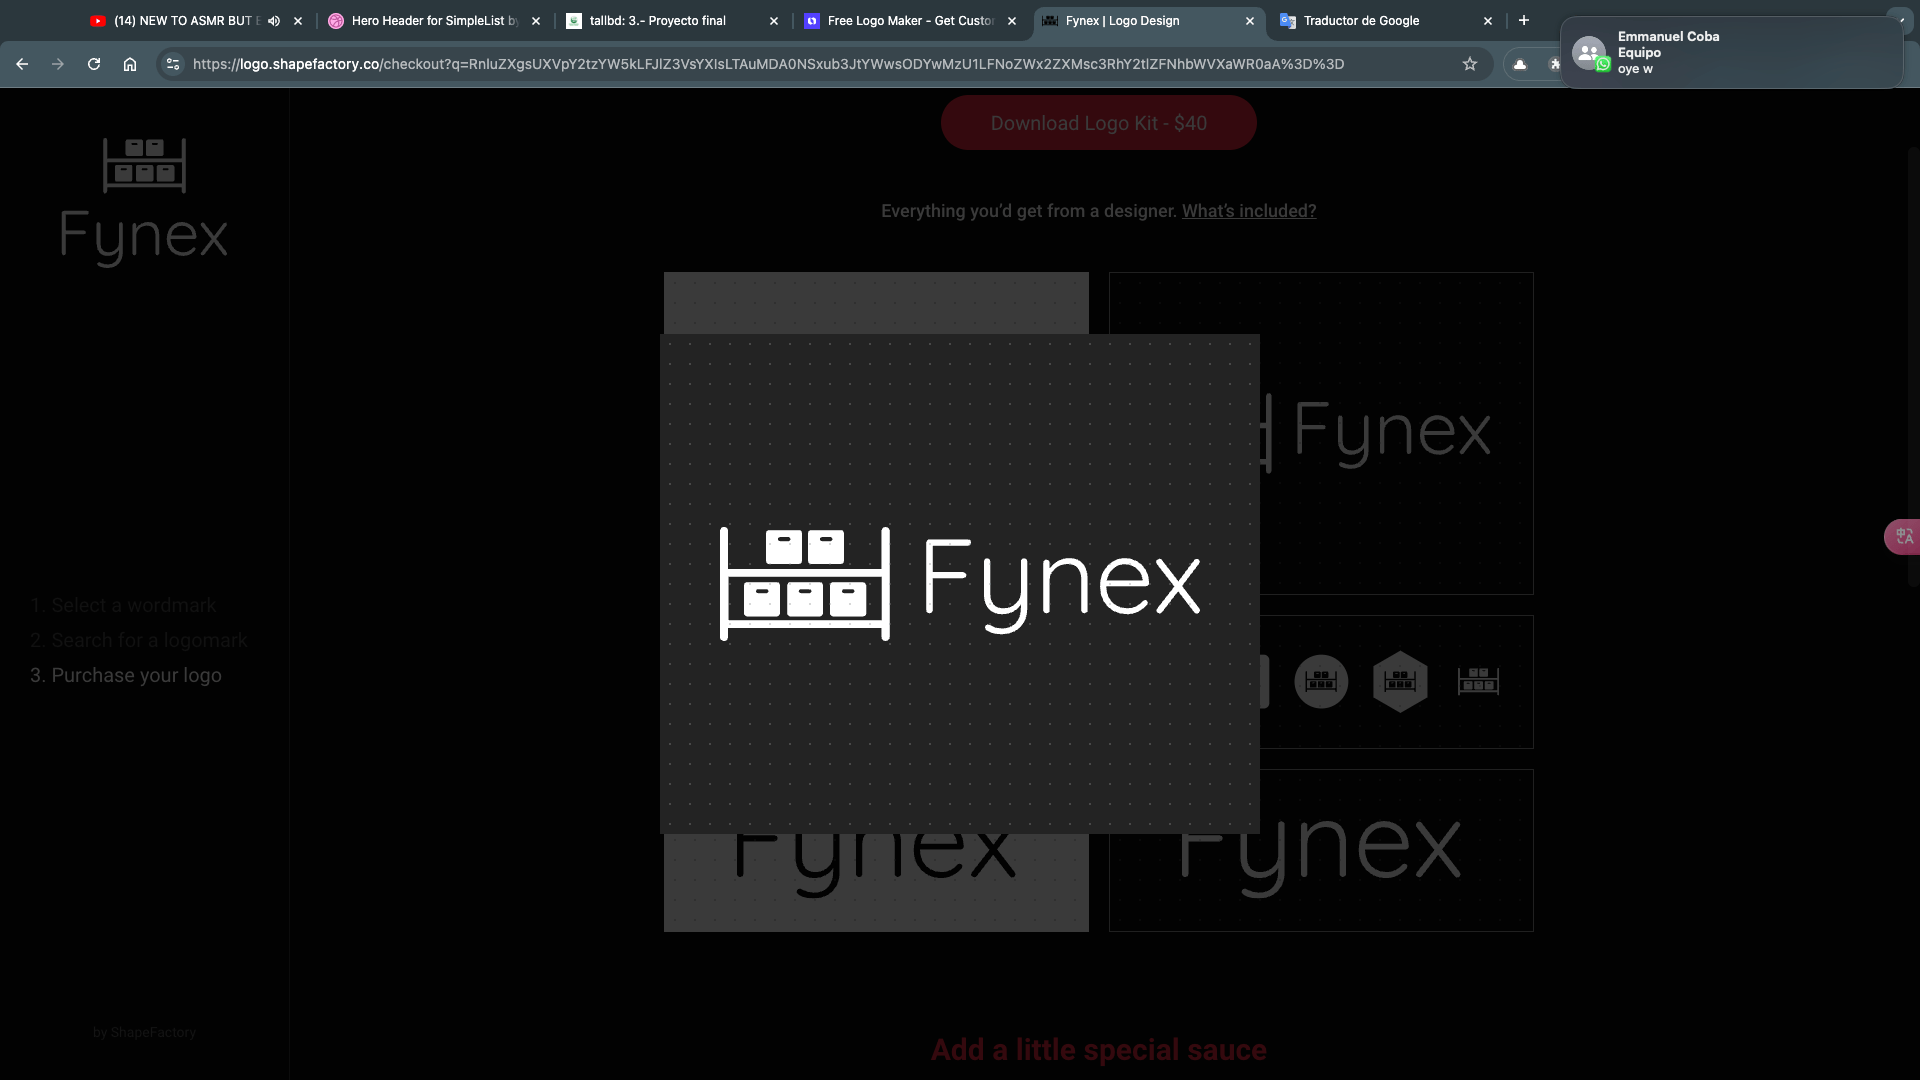 (14) NEW TO ASMR BUT
Hero Header for SimpleList by
tallbd: 3.- Proyecto final
Free Logo Maker - Get Custor
Fynex | Logo Design
Traductor de Google
Emmanuel Coba
Equipo
oye w
https://logo.shapefactory.co/checkout?q=RnluZXgsUXVpY2tzYW5kLFJlZ3VsYXIsLTAuMDA0NSxub3JtYWwsODYwMzU1LFNoZWx2ZXMsc3RhY2tlZFNhbWVXaWR0aA%3D%3D
Download Logo Kit - $40
Everything you'd get from a designer. What's included?
Fynex
Fynex
Fynex
1. Select a wordmark
2. Search for a logomark
3. Purchase your logo
Fynex
Fynex
by ShapeFactory
Add a little special sauce